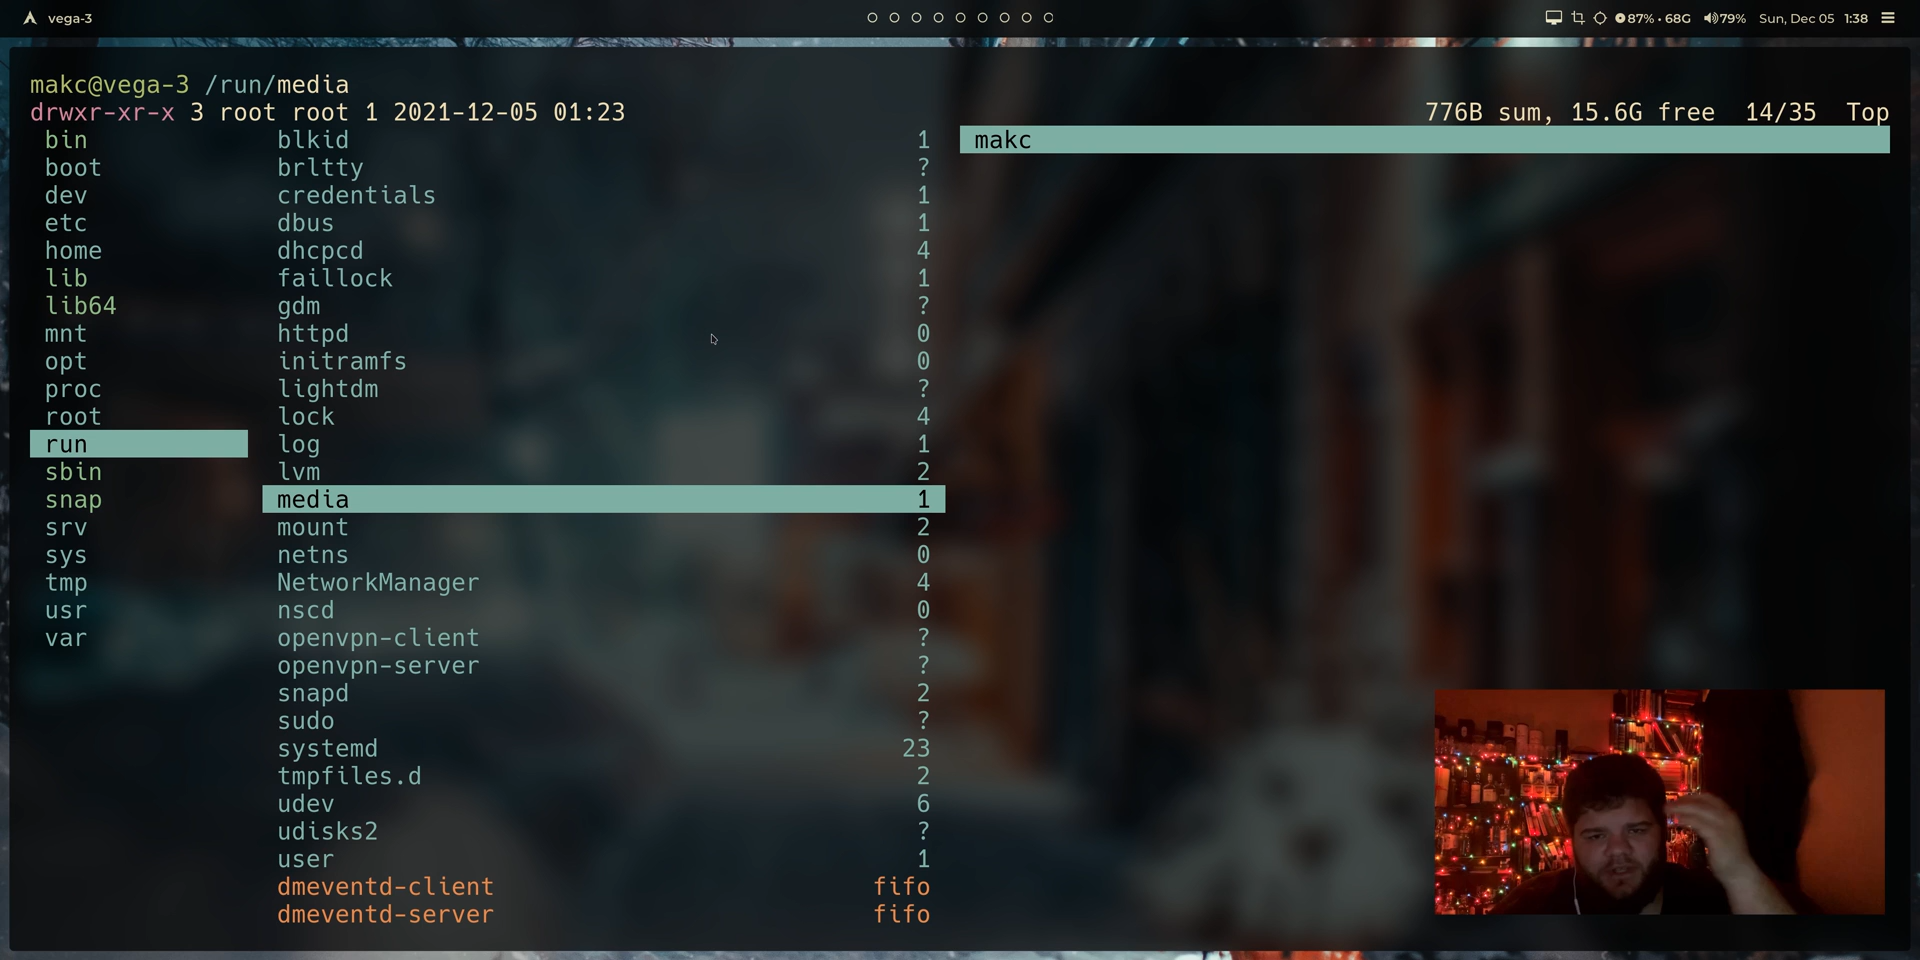 vega-3
87% • 68G 79% Sun, Dec 05 1:38
makc@vega-3 /run/media
drwxr-xr-x 3 root root 1 2021-12-05 01:23 776B sum, 15.6G free 14/35 Top
bin blkid 1 makc
boot brltty ?
dev credentials 1
etc dbus 1
home dhcpcd 4
lib faillock 1
lib64 gdm ?
mnt httpd 0
opt initramfs 0
proc lightdm ?
root lock 4
run log 1
sbin lvm 2
snap media 1
srv mount 2
sys netns 0
tmp NetworkManager 4
usr nscd 0
var openvpn-client ?
openvpn-server ?
snapd 2
sudo ?
systemd 23
tmpfiles.d 2
udev 6
udisks2 ?
user 1
dmeventd-client fifo
dmeventd-server fifo